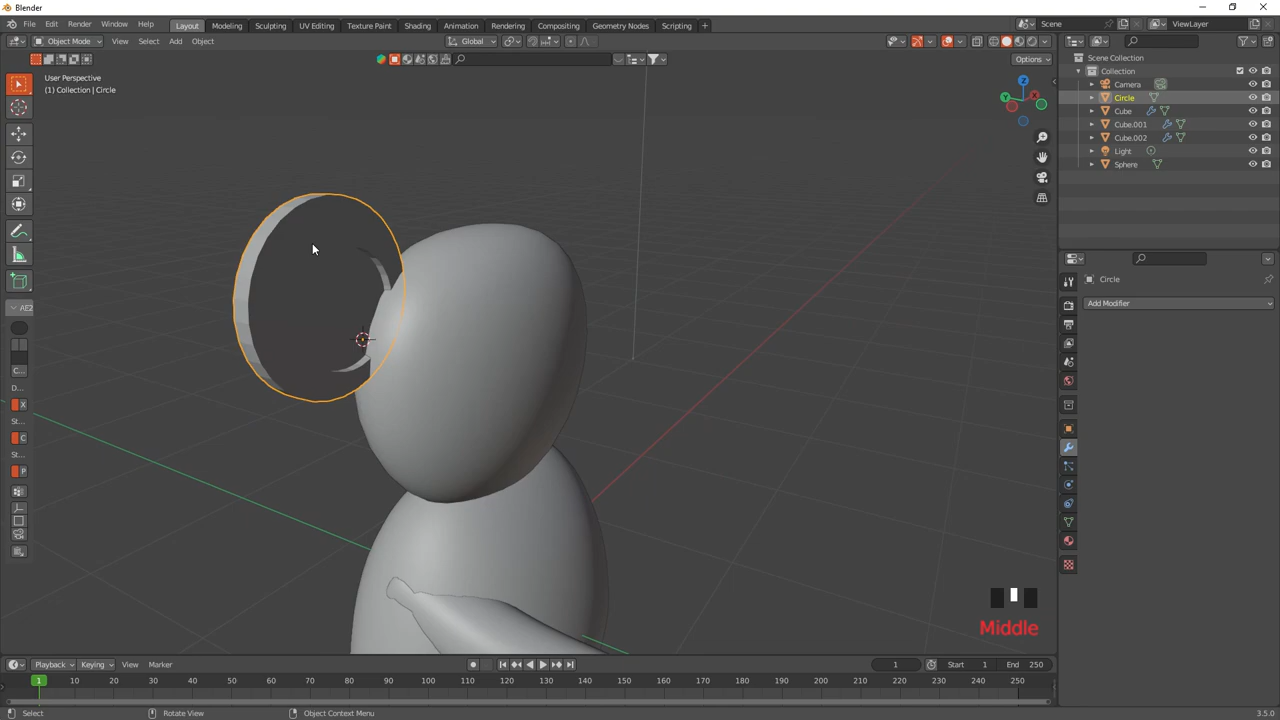 Blender
File Edit Render Window Help Layout Modeling Sculpting UV Editing Texture Paint Shading Animation Rendering Compositing Geometry Nodes Scripting + Scene ViewLayer
Object Mode View Select Add Object Global
Options
User Perspective
(1) Collection | Circle
Z
Y
X
Scene Collection
Collection
Camera
Circle
Cube
Cube.001
Cube.002
Light
Sphere
Circle
Add Modifier
AE2
C...
D...
X
St...
C
St...
P
Middle
Playback Keying View Marker 1 Start 1 End 250
1 10 20 30 40 50 60 70 80 90 100 110 120 130 140 150 160 170 180 190 200 210 220 230 240 250
Select Rotate View Object Context Menu 3.5.0